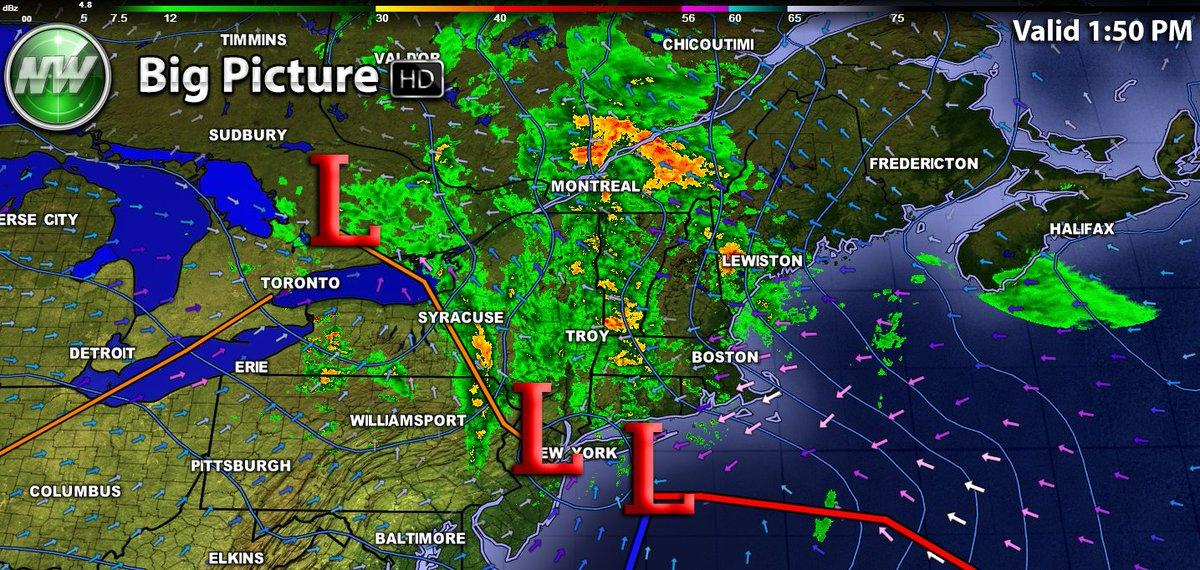 dBz
00
4.8
5
7.5
12
30
40
56
60
65
75
NW
Big Picture HD
Valid 1:50 PM
TIMMINS
VAL D'OR
CHICOUTIMI
SUDBURY
FREDERICTON
L
MONTREAL
ERSE CITY
HALIFAX
LEWISTON
TORONTO
SYRACUSE
TROY
DETROIT
BOSTON
ERIE
L
WILLIAMSPORT
L
EW YORK
PITTSBURGH
COLUMBUS
BALTIMORE
ELKINS